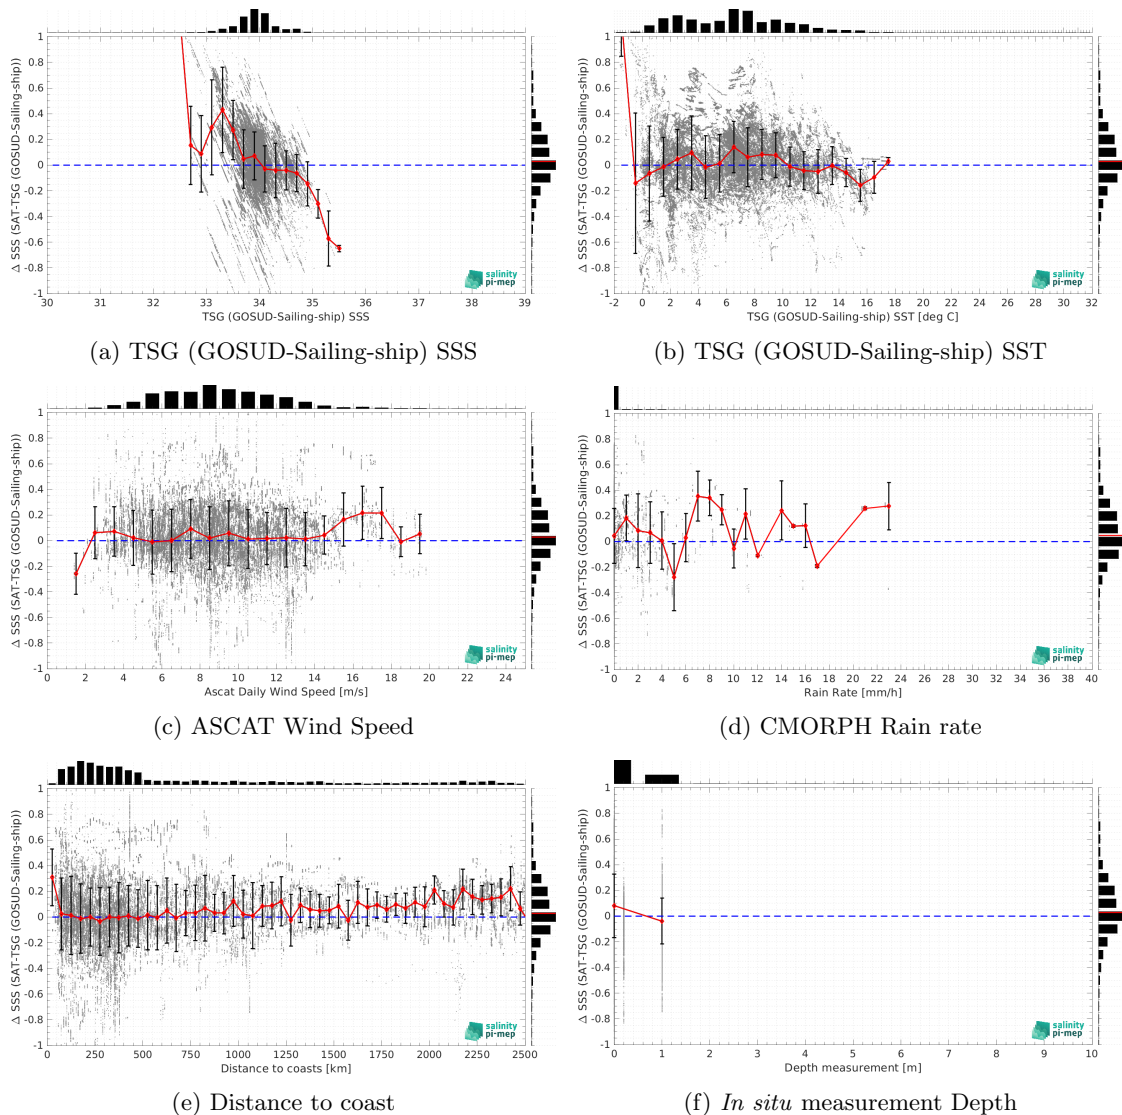 1
0.8
0.6
0.4
0.2
0
-0.2
-0.4
-0.6
-0.8
-1
Δ SSS (SAT-TSG (GOSUD-Sailing-ship))
30 31 32 33 34 35 36 37 38 39
TSG (GOSUD-Sailing-ship) SSS
salinity
pi-mep
(a) TSG (GOSUD-Sailing-ship) SSS
1
0.8
0.6
0.4
0.2
0
-0.2
-0.4
-0.6
-0.8
-1
Δ SSS (SAT-TSG (GOSUD-Sailing-ship))
-2 0 2 4 6 8 10 12 14 16 18 20 22 24 26 28 30 32
TSG (GOSUD-Sailing-ship) SST [deg C]
salinity
pi-mep
(b) TSG (GOSUD-Sailing-ship) SST
1
0.8
0.6
0.4
0.2
0
-0.2
-0.4
-0.6
-0.8
-1
Δ SSS (SAT-TSG (GOSUD-Sailing-ship))
0 2 4 6 8 10 12 14 16 18 20 22 24
Ascat Daily Wind Speed [m/s]
salinity
pi-mep
(c) ASCAT Wind Speed
1
0.8
0.6
0.4
0.2
0
-0.2
-0.4
-0.6
-0.8
-1
Δ SSS (SAT-TSG (GOSUD-Sailing-ship))
0 2 4 6 8 10 12 14 16 18 20 22 24 26 28 30 32 34 36 38 40
Rain Rate [mm/h]
salinity
pi-mep
(d) CMORPH Rain rate
1
0.8
0.6
0.4
0.2
0
-0.2
-0.4
-0.6
-0.8
-1
Δ SSS (SAT-TSG (GOSUD-Sailing-ship))
0 250 500 750 1000 1250 1500 1750 2000 2250 2500
Distance to coasts [km]
salinity
pi-mep
(e) Distance to coast
1
0.8
0.6
0.4
0.2
0
-0.2
-0.4
-0.6
-0.8
-1
Δ SSS (SAT-TSG (GOSUD-Sailing-ship))
0 1 2 3 4 5 6 7 8 9 10
Depth measurement [m]
salinity
pi-mep
(f) In situ measurement Depth